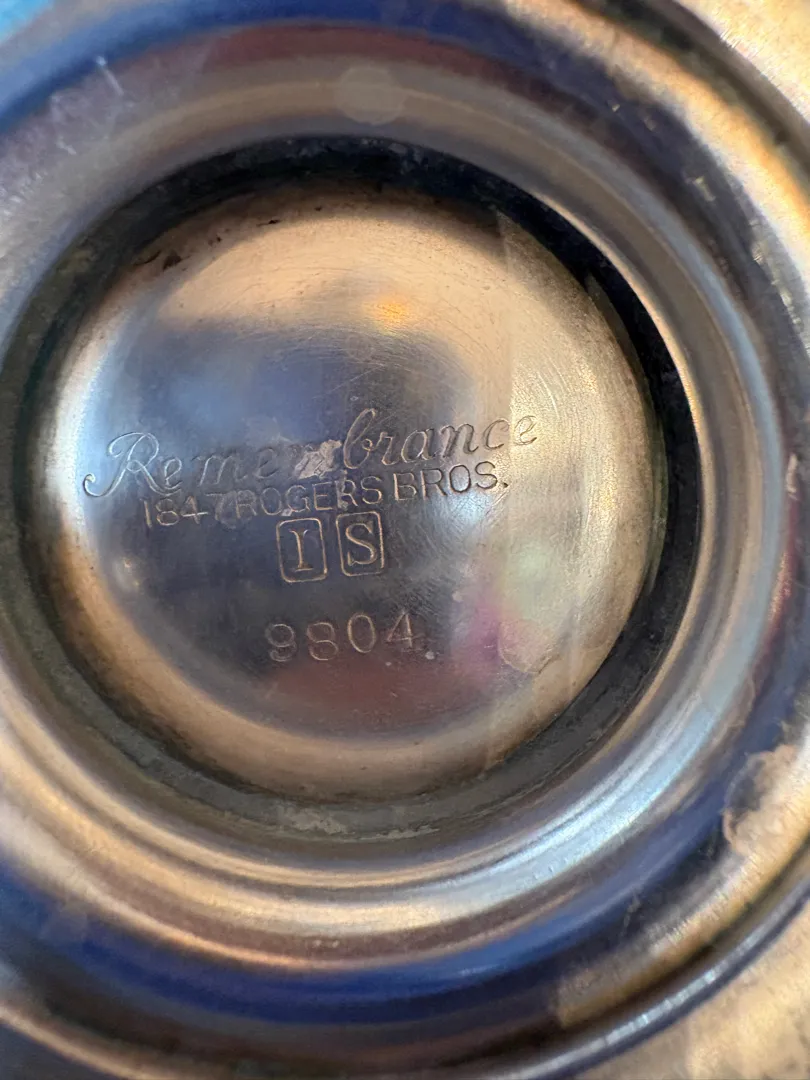 Remembrance
1847 ROGERS BROS.
IS
9804